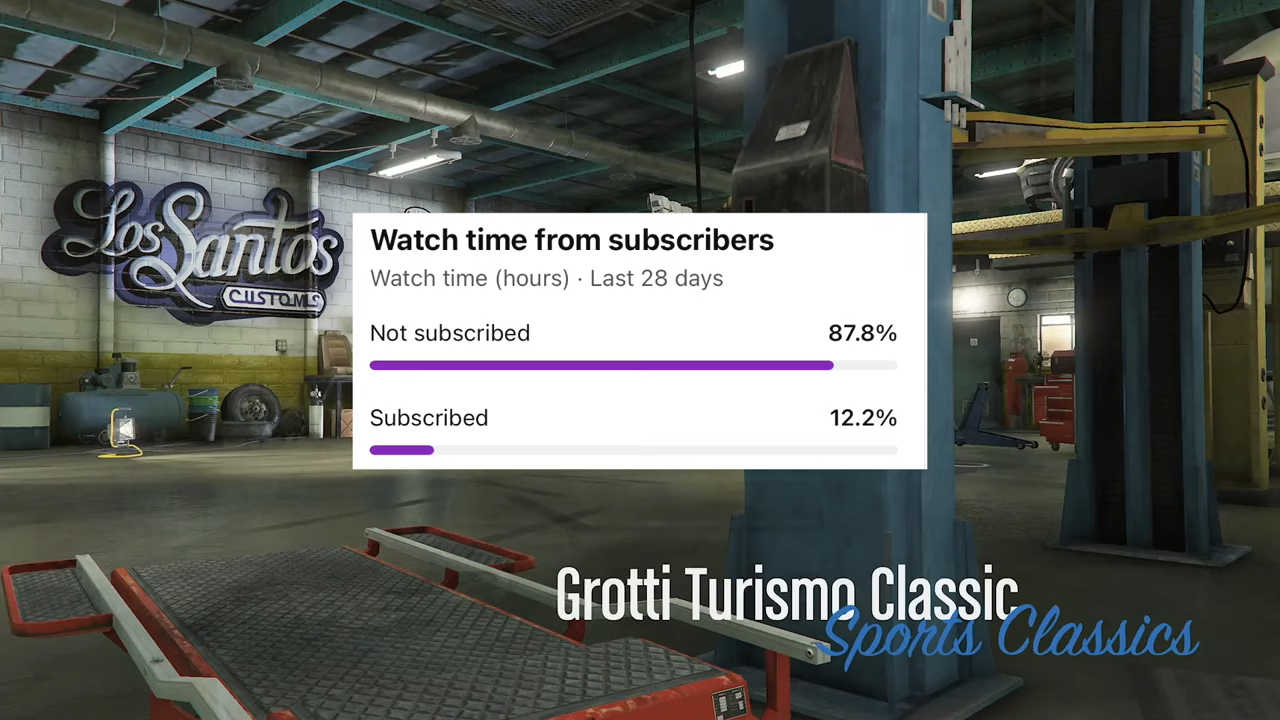 Los Santos
CUSTOMS
Watch time from subscribers
Watch time (hours) · Last 28 days
Not subscribed 87.8%
Subscribed 12.2%
Grotti Turismo Classic
Sports Classics